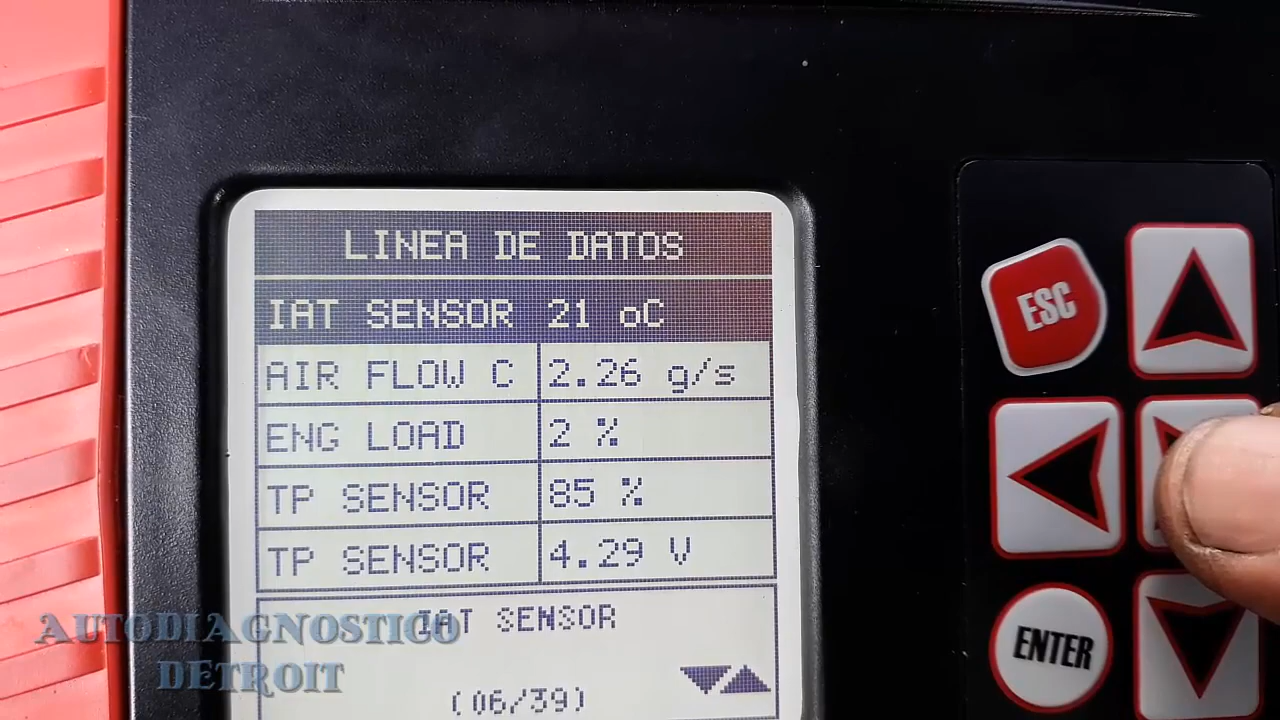 LINEA DE DATOS
IAT SENSOR 21 oC
AIR FLOW C 2.26 g/s
ENG LOAD 2 %
TP SENSOR 85 %
TP SENSOR 4.29 V
IAT SENSOR
(06/39)
ESC
ENTER
AUTODIAGNOSTICO
DETROIT